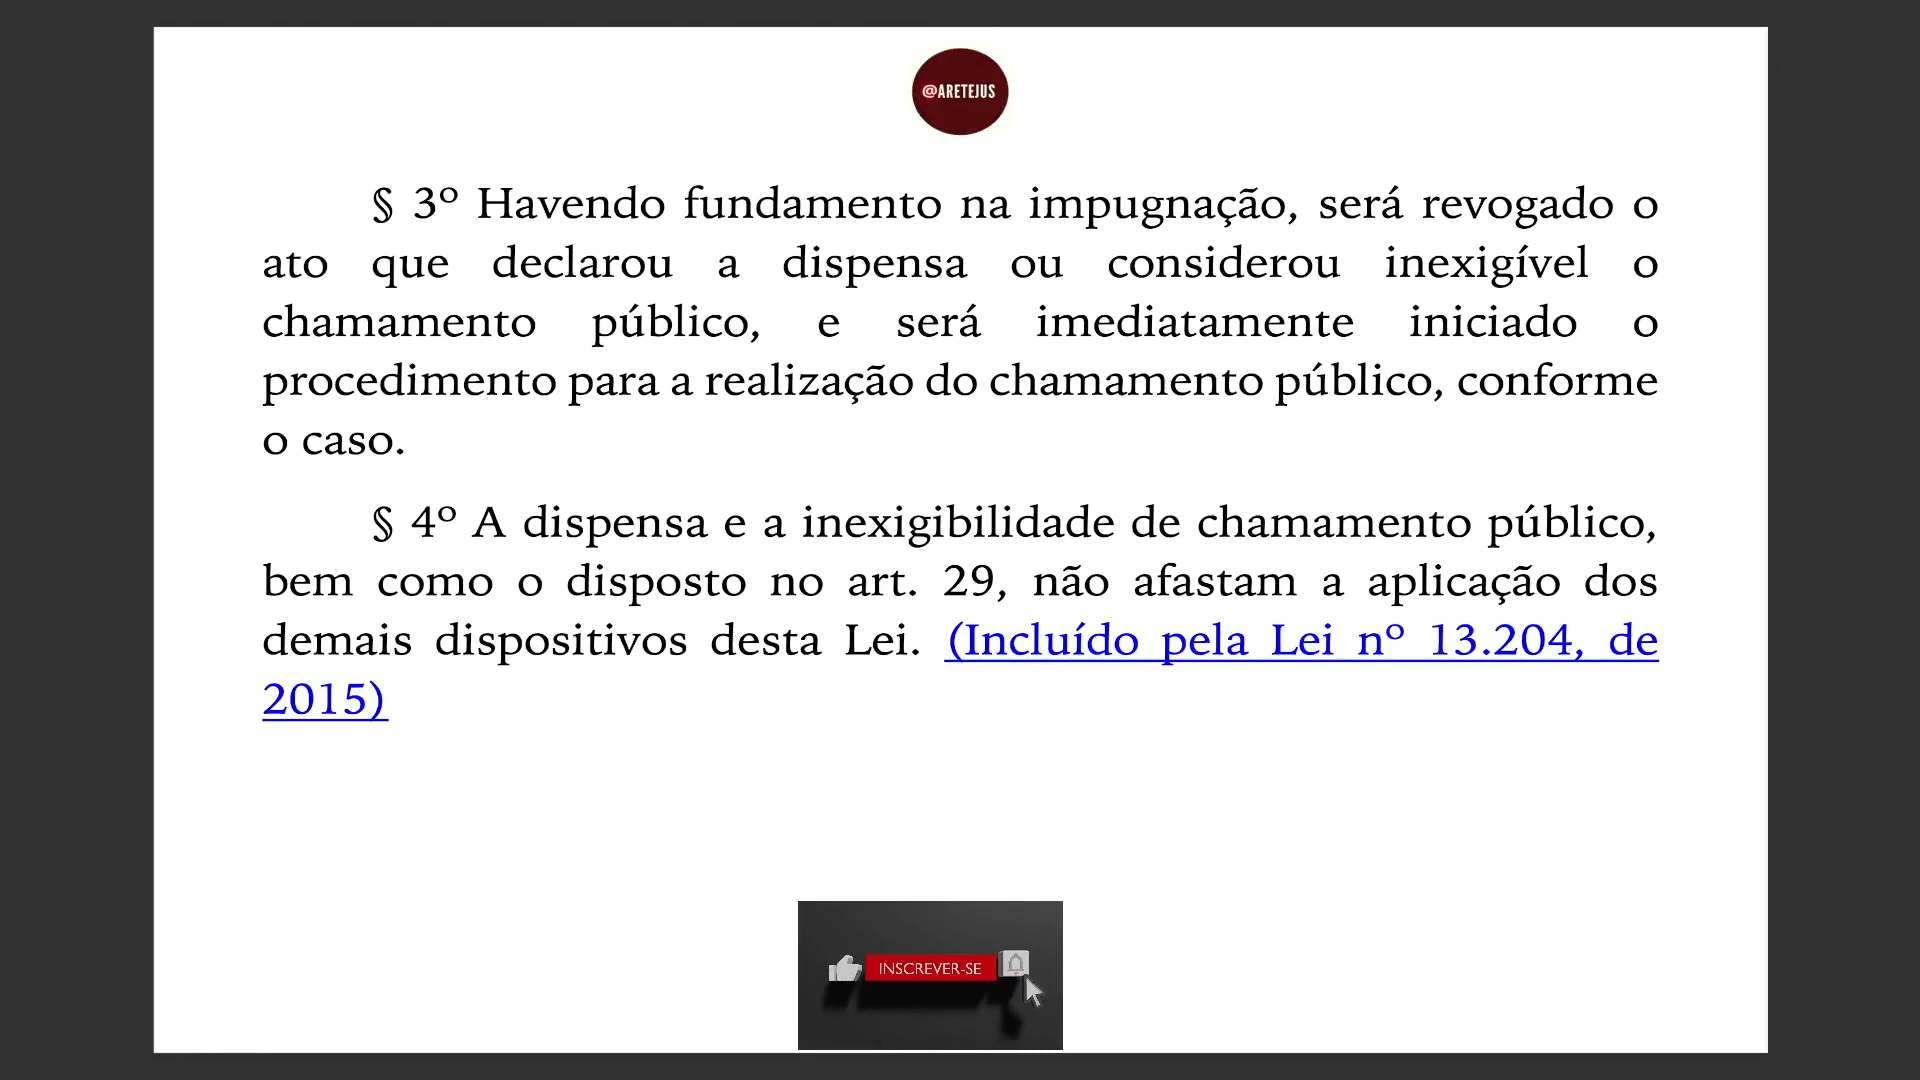 @ARETEJUS
§ 3º Havendo fundamento na impugnação, será revogado o
ato que declarou a dispensa ou considerou inexigível o
chamamento público, e será imediatamente iniciado o
procedimento para a realização do chamamento público, conforme
o caso.
§ 4º A dispensa e a inexigibilidade de chamamento público,
bem como o disposto no art. 29, não afastam a aplicação dos
demais dispositivos desta Lei. (Incluído pela Lei nº 13.204, de
2015)
INSCREVER-SE